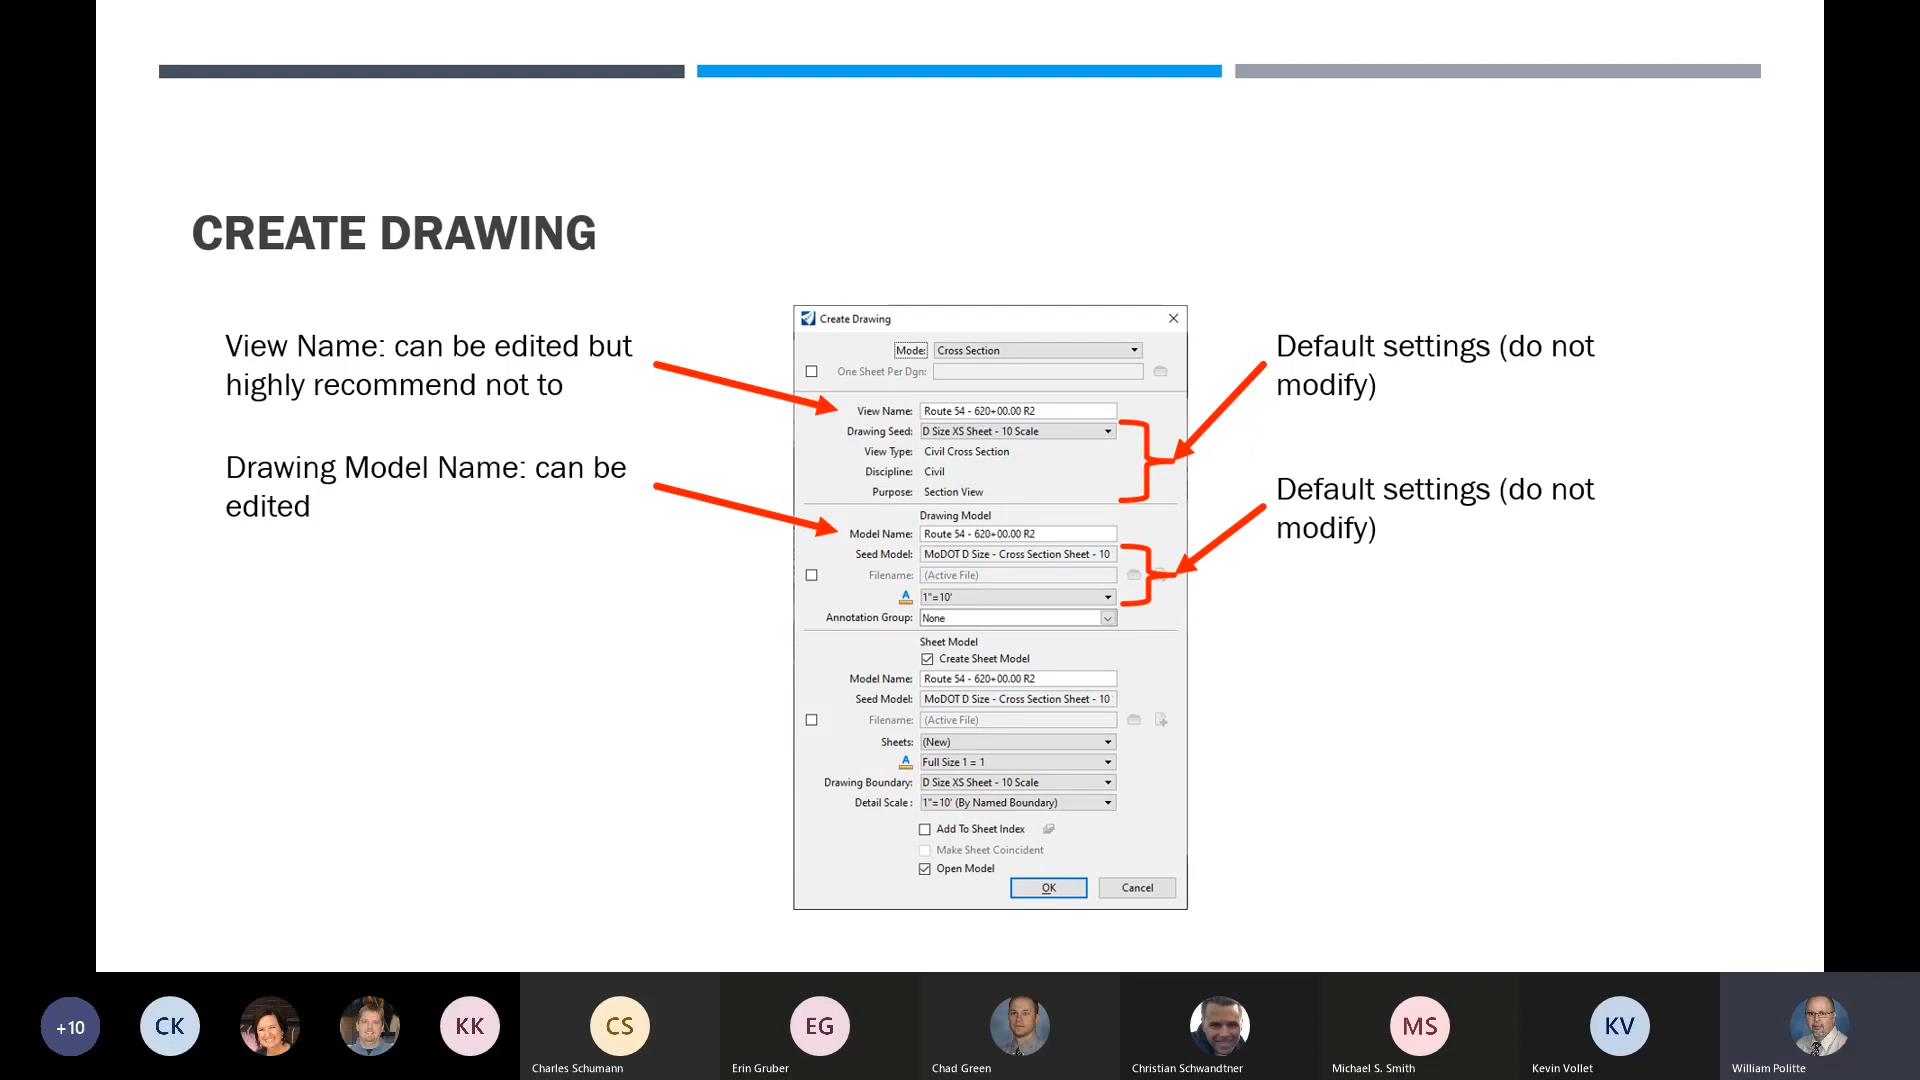 CREATE DRAWING
View Name: can be edited but
highly recommend not to
Drawing Model Name: can be
edited
Create Drawing
Mode: Cross Section
One Sheet Per Dgn:
View Name: Route 54 - 620+00.00 R2
Drawing Seed: D Size XS Sheet - 10 Scale
View Type: Civil Cross Section
Discipline: Civil
Purpose: Section View
Drawing Model
Model Name: Route 54 - 620+00.00 R2
Seed Model: MoDOT D Size - Cross Section Sheet - 10
Filename: (Active File)
A 1"=10'
Annotation Group: None
Sheet Model
Create Sheet Model
Model Name: Route 54 - 620+00.00 R2
Seed Model: MoDOT D Size - Cross Section Sheet - 10
Filename: (Active File)
Sheets: (New)
A Full Size 1 = 1
Drawing Boundary: D Size XS Sheet - 10 Scale
Detail Scale : 1"=10' (By Named Boundary)
Add To Sheet Index
Make Sheet Coincident
Open Model
OK Cancel
Default settings (do not
modify)
Default settings (do not
modify)
+10 CK KK CS EG MS KV
Charles Schumann Erin Gruber Chad Green Christian Schwandtner Michael S. Smith Kevin Vollet William Politte